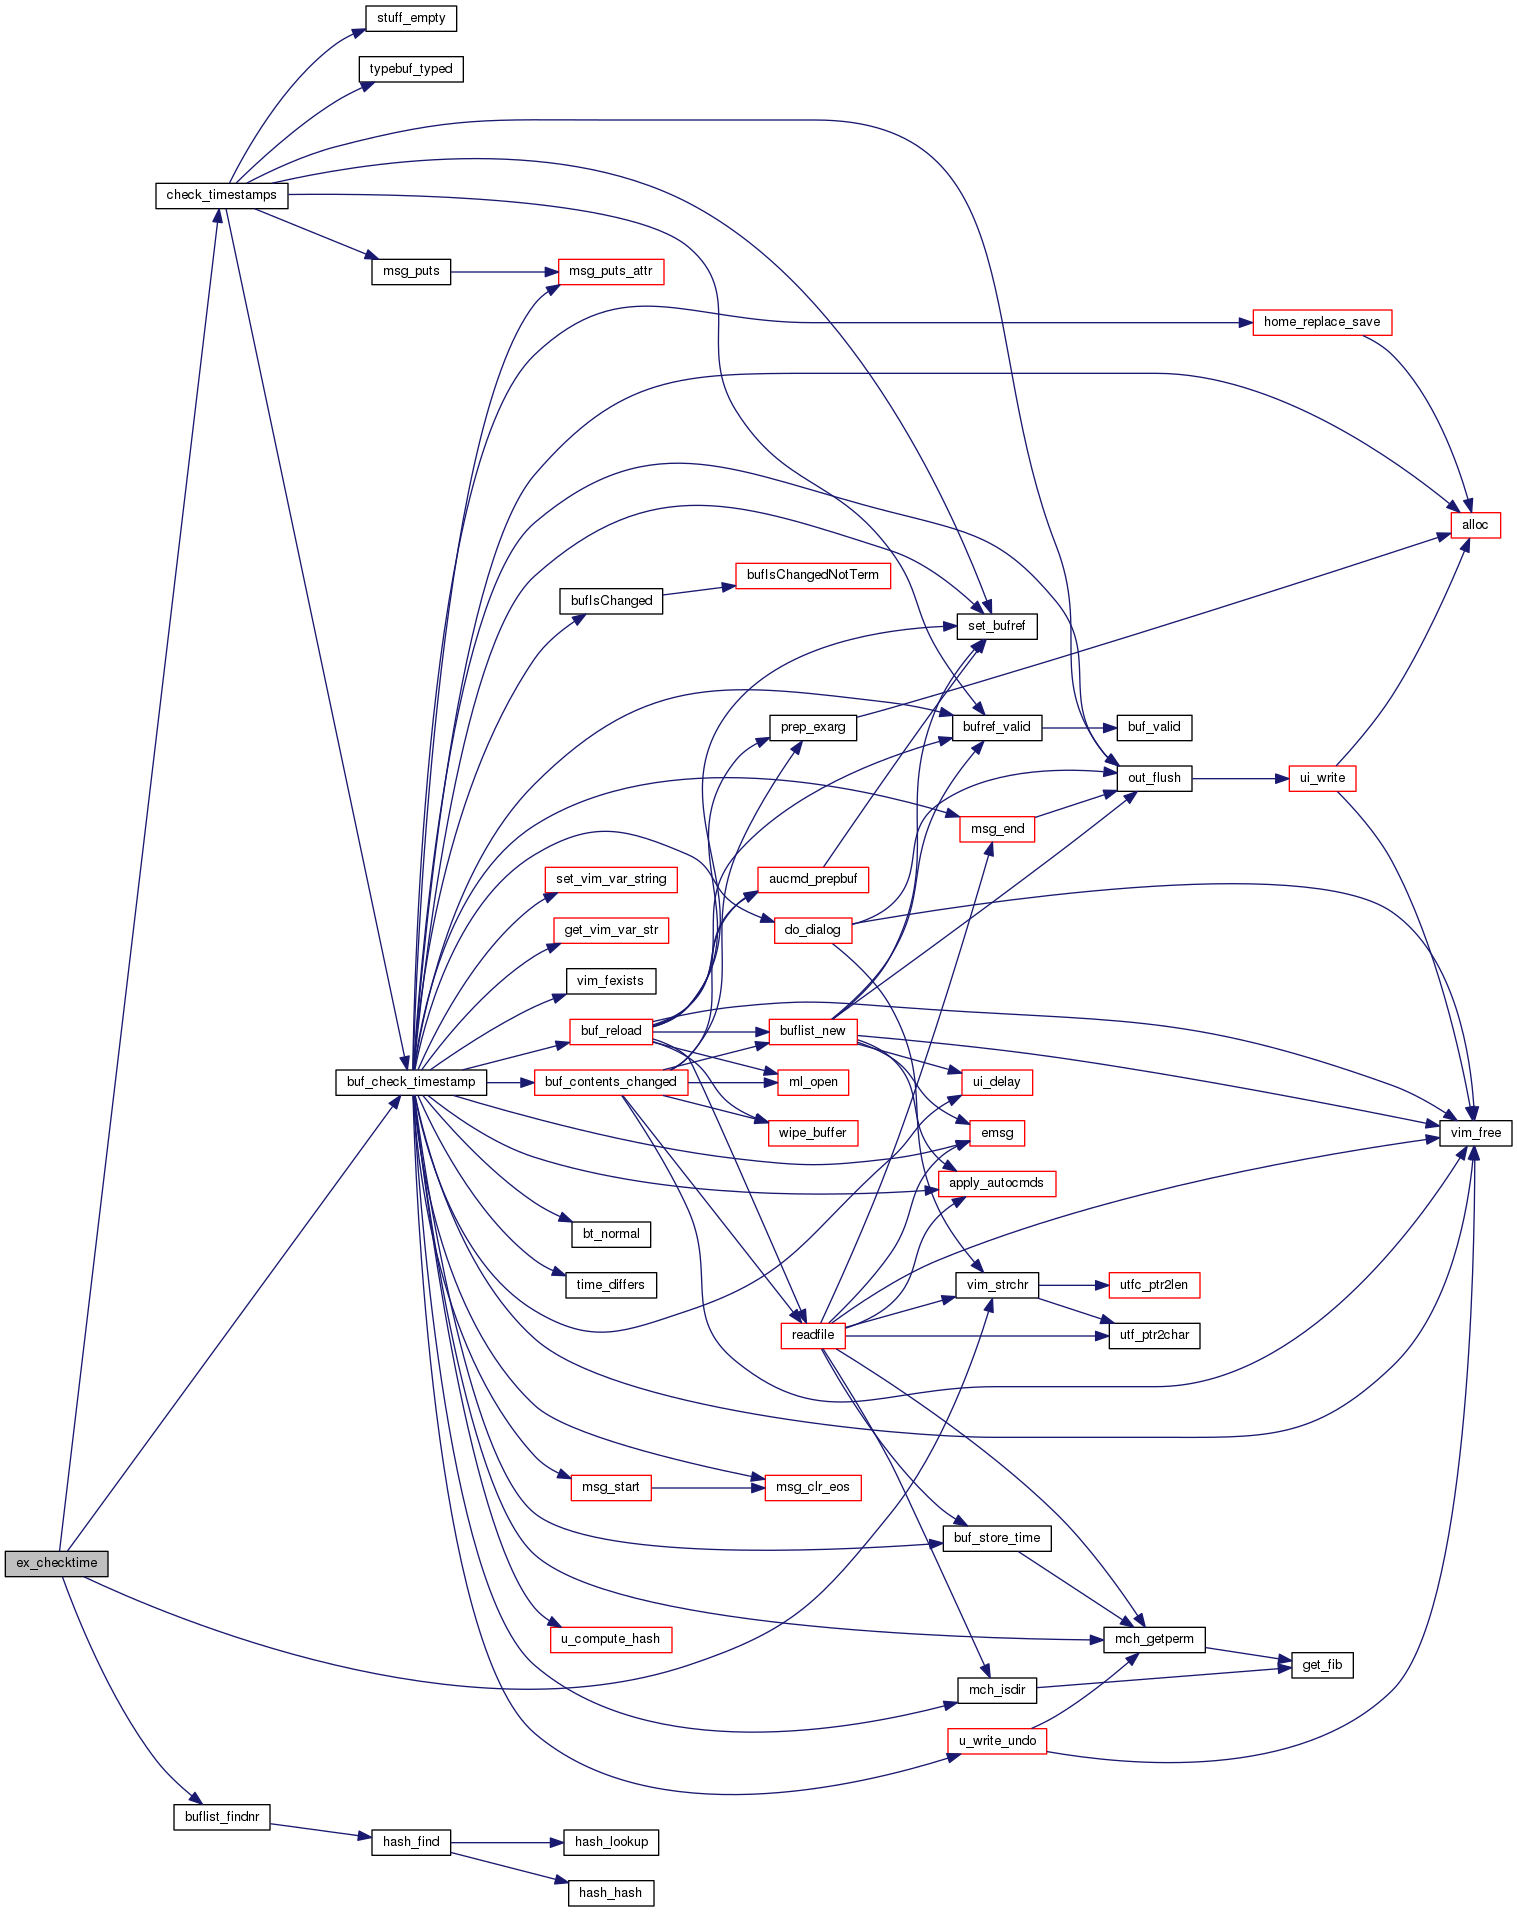 stuff_empty
typebuf_typed
check_timestamps
msg_puts
msg_puts_attr
home_replace_save
alloc
bufIsChangedNotTerm
bufIsChanged
set_bufref
prep_exarg
bufref_valid
buf_valid
out_flush
ui_write
msg_end
set_vim_var_string
aucmd_prepbuf
get_vim_var_str
do_dialog
vim_fexists
buf_reload
buflist_new
buf_check_timestamp
buf_contents_changed
ml_open
ui_delay
wipe_buffer
emsg
vim_free
apply_autocmds
bt_normal
time_differs
vim_strchr
utfc_ptr2len
readfile
utf_ptr2char
msg_start
msg_clr_eos
buf_store_time
ex_checktime
u_compute_hash
mch_getperm
get_fib
mch_isdir
u_write_undo
buflist_findnr
hash_find
hash_lookup
hash_hash